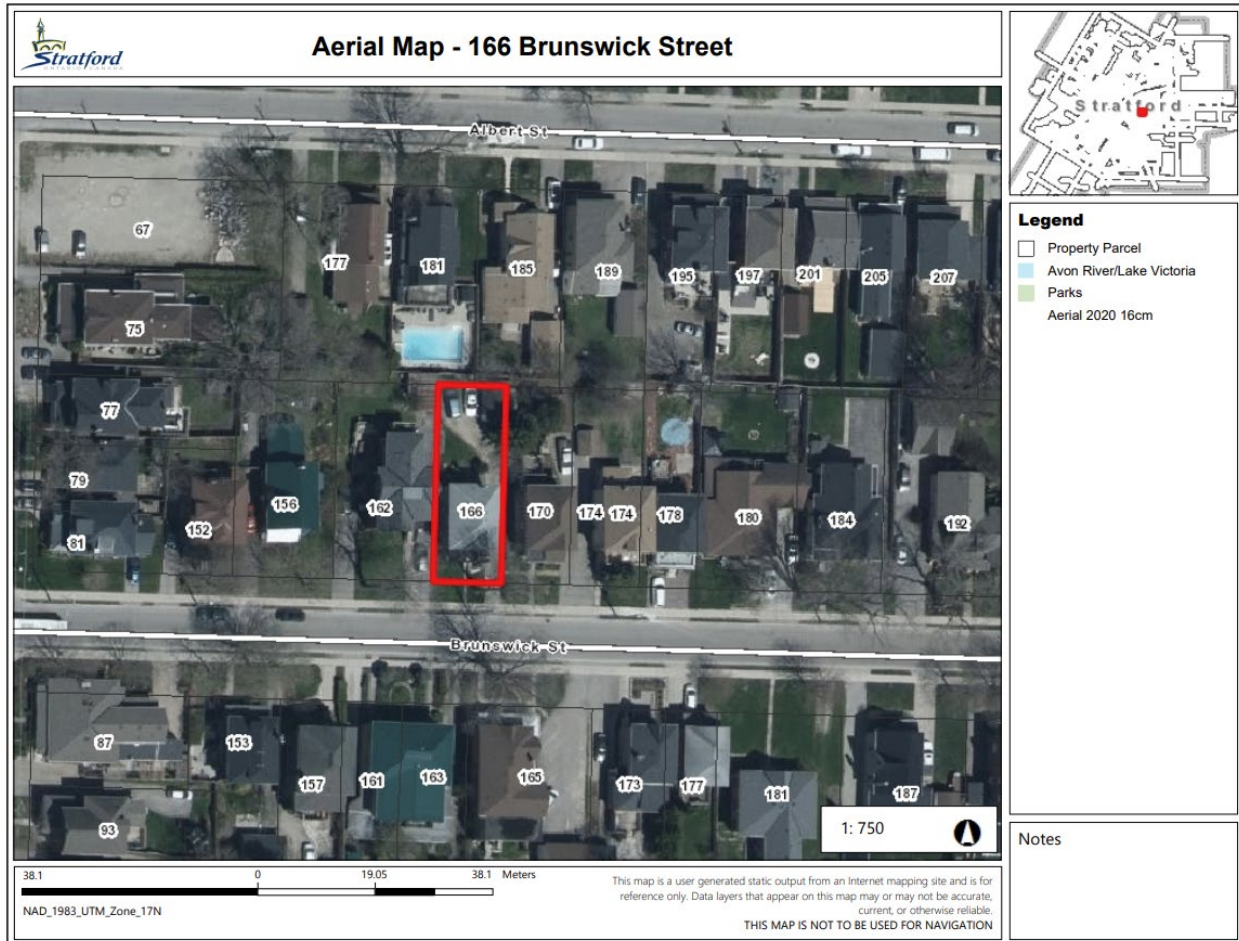 Stratford
ONTARIO CANADA
Aerial Map - 166 Brunswick Street
Stratford
Albert St
67
177
181
185
189
195
197
201
205
207
75
77
79
81
152
156
162
166
170
174
174
178
180
184
192
Brunswick St
87
93
153
157
161
163
165
173
177
181
187
1: 750
Legend
Property Parcel
Avon River/Lake Victoria
Parks
Aerial 2020 16cm
Notes
38.1
0
19.05
38.1 Meters
NAD_1983_UTM_Zone_17N
This map is a user generated static output from an Internet mapping site and is for
reference only. Data layers that appear on this map may or may not be accurate,
current, or otherwise reliable.
THIS MAP IS NOT TO BE USED FOR NAVIGATION